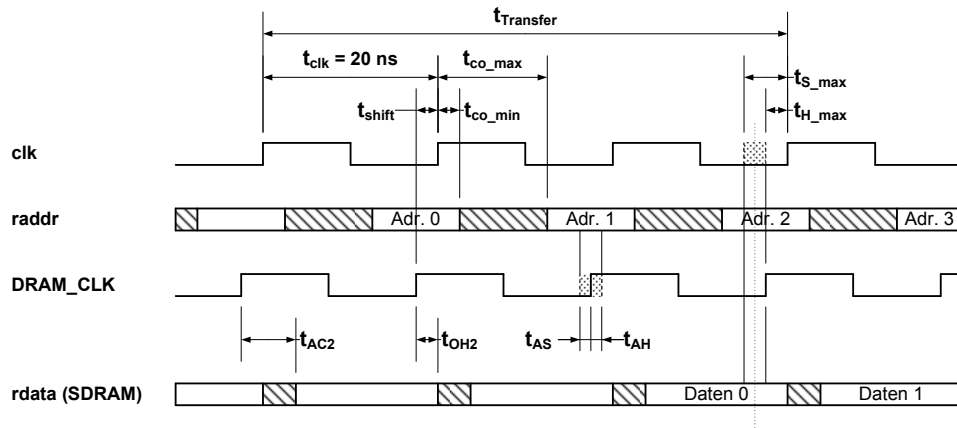 tTransfer
tclk = 20 ns tco_max
tS_max
tshift tco_min tH_max
clk
raddr Adr. 0 Adr. 1 Adr. 2 Adr. 3
DRAM_CLK
tAC2 tOH2 tAS tAH
rdata (SDRAM) Daten 0 Daten 1